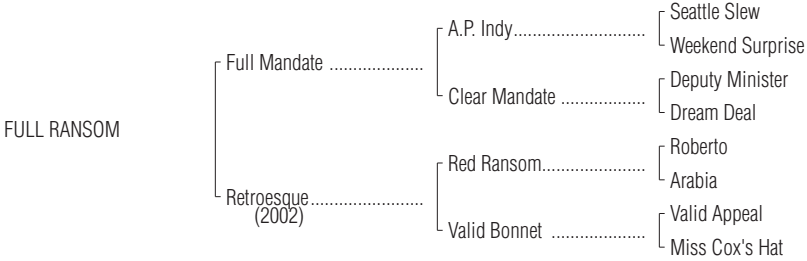 Seattle Slew
A.P. Indy..............................
Weekend Surprise
Full Mandate .....................
Deputy Minister
Clear Mandate ...................
Dream Deal
FULL RANSOM
Roberto
Red Ransom.......................
Arabia
Retroesque.........................
(2002)
Valid Appeal
Valid Bonnet .....................
Miss Cox's Hat